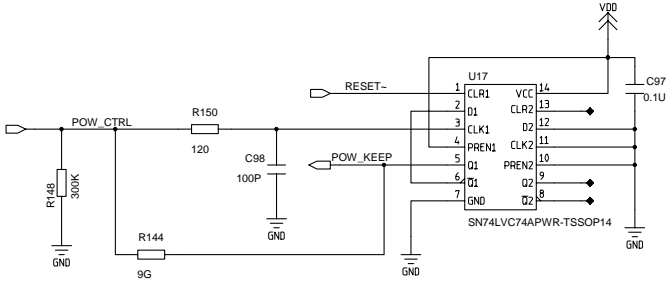 VDD
U17
C97
0.1U
RESET~
1 CLR1 VCC 14
2 D1 CLR2 13
3 CLK1 D2 12
4 PREN1 CLK2 11
5 Q1 PREN2 10
6 Q1 Q2 9
7 GND Q2 8
SN74LVC74APWR-TSSOP14
POW_CTRL
R150
120
C98
100P
POW_KEEP
R148
300K
R144
9G
GND
GND
GND
GND